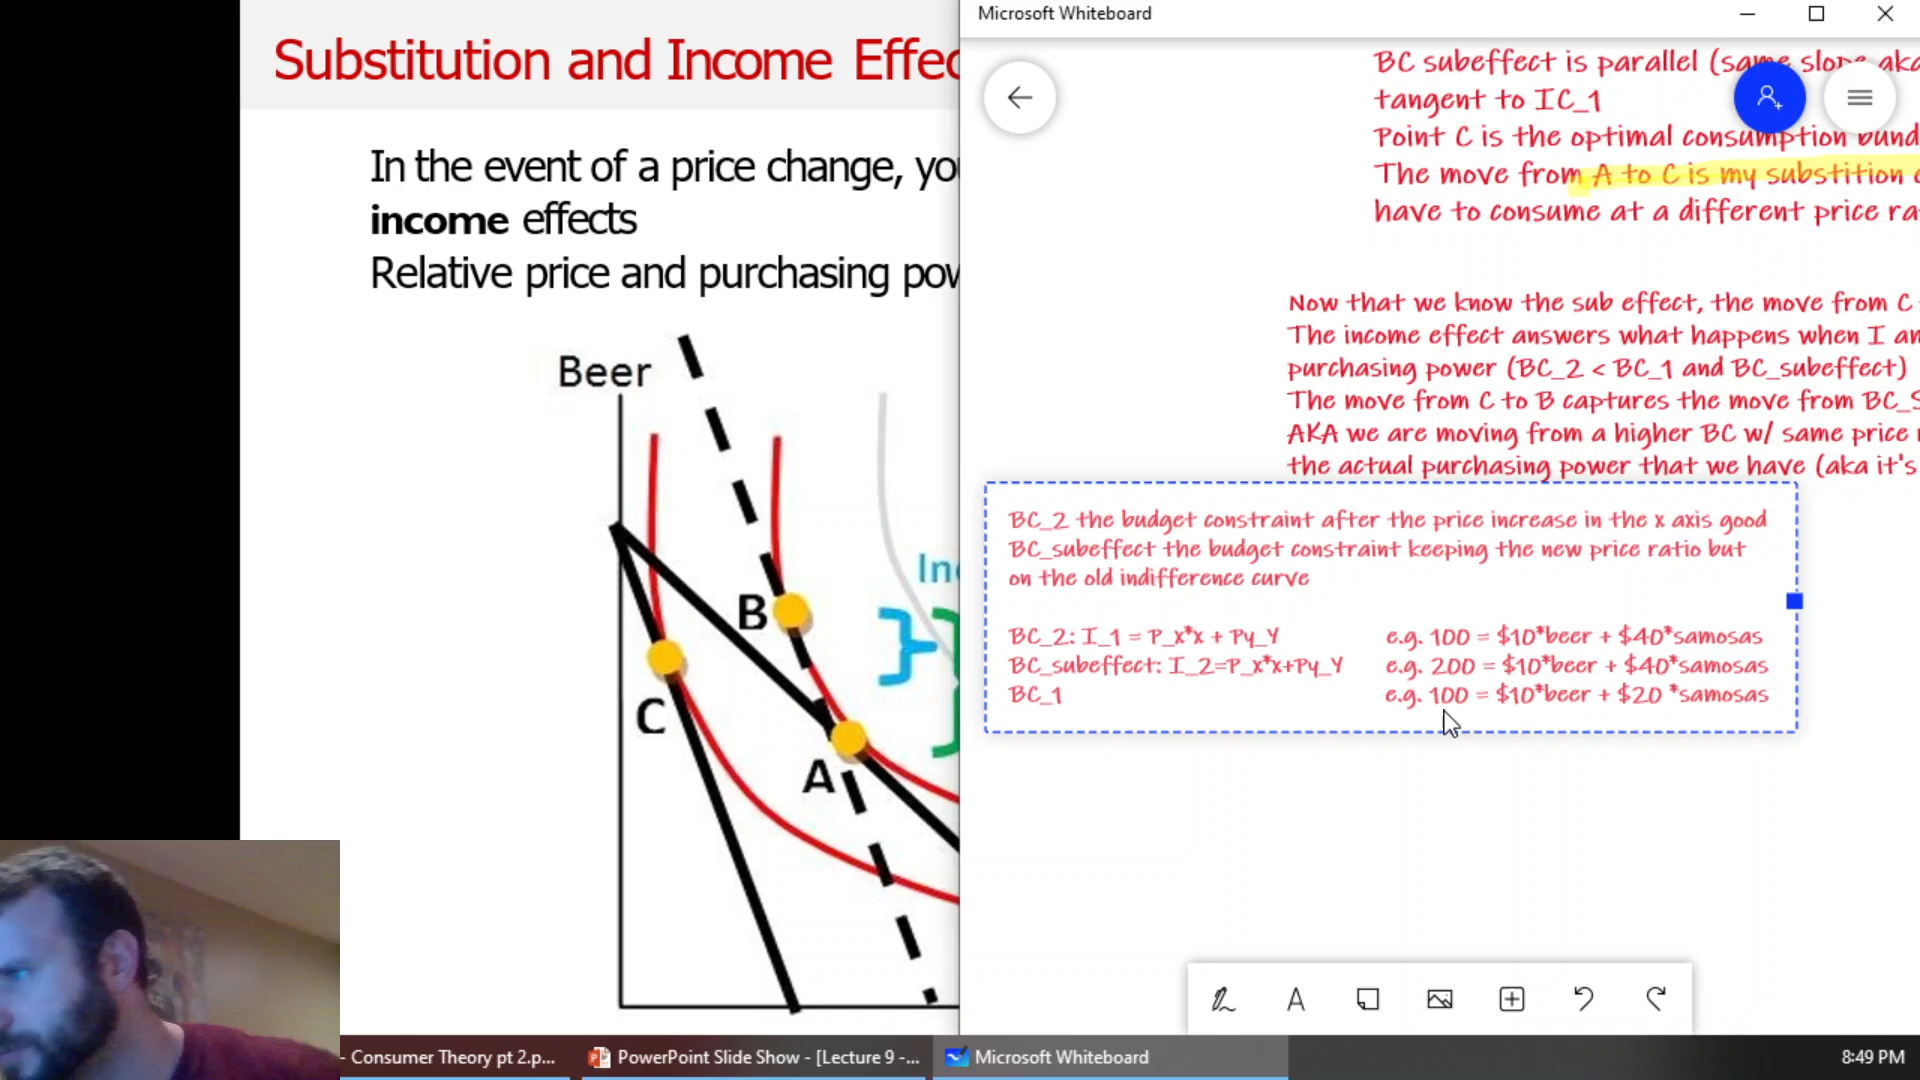 Substitution and Income Effec
In the event of a price change, yo
income effects
Relative price and purchasing pow
Beer
B
C
A
In
Microsoft Whiteboard
BC subeffect is parallel (same slope aka
tangent to IC_1
Point C is the optimal consumption bund
The move from A to C is my substition
have to consume at a different price ra
Now that we know the sub effect, the move from C
The income effect answers what happens when I an
purchasing power (BC_2 < BC_1 and BC_subeffect)
The move from C to B captures the move from BC_S
AKA we are moving from a higher BC w/ same price
the actual purchasing power that we have (aka it's
BC_2 the budget constraint after the price increase in the x axis good
BC_subeffect the budget constraint keeping the new price ratio but
on the old indifference curve
BC_2: I_1 = P_x*x + Py_Y e.g. 100 = $10*beer + $40*samosas
BC_subeffect: I_2=P_x*x+Py_Y e.g. 200 = $10*beer + $40*samosas
BC_1 e.g. 100 = $10*beer + $20 *samosas
- Consumer Theory pt 2.p...
PowerPoint Slide Show - [Lecture 9 -...
Microsoft Whiteboard
8:49 PM